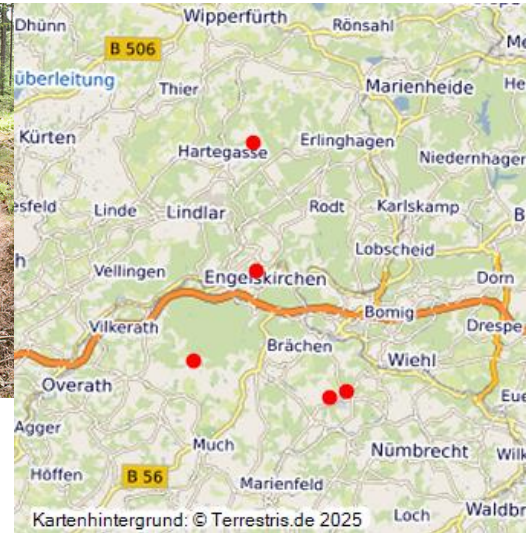 Dhünn
Wipperfürth
Rönsahl
B 506
überleitung
Thier
Marienheide
Kürten
Hartegasse
Erlinghagen
Niedernhagen
esfeld
Linde
Lindlar
Rodt
Karlskamp
Lobscheid
Vellingen
Engelskirchen
Dorn
Vilkerath
Bomig
Drespe
Brächen
Wiehl
Overath
Agger
Much
Nümbrecht
Höffen
B 56
Marienfeld
Loch
Waldbr
Kartenhintergrund: © Terrestris.de 2025